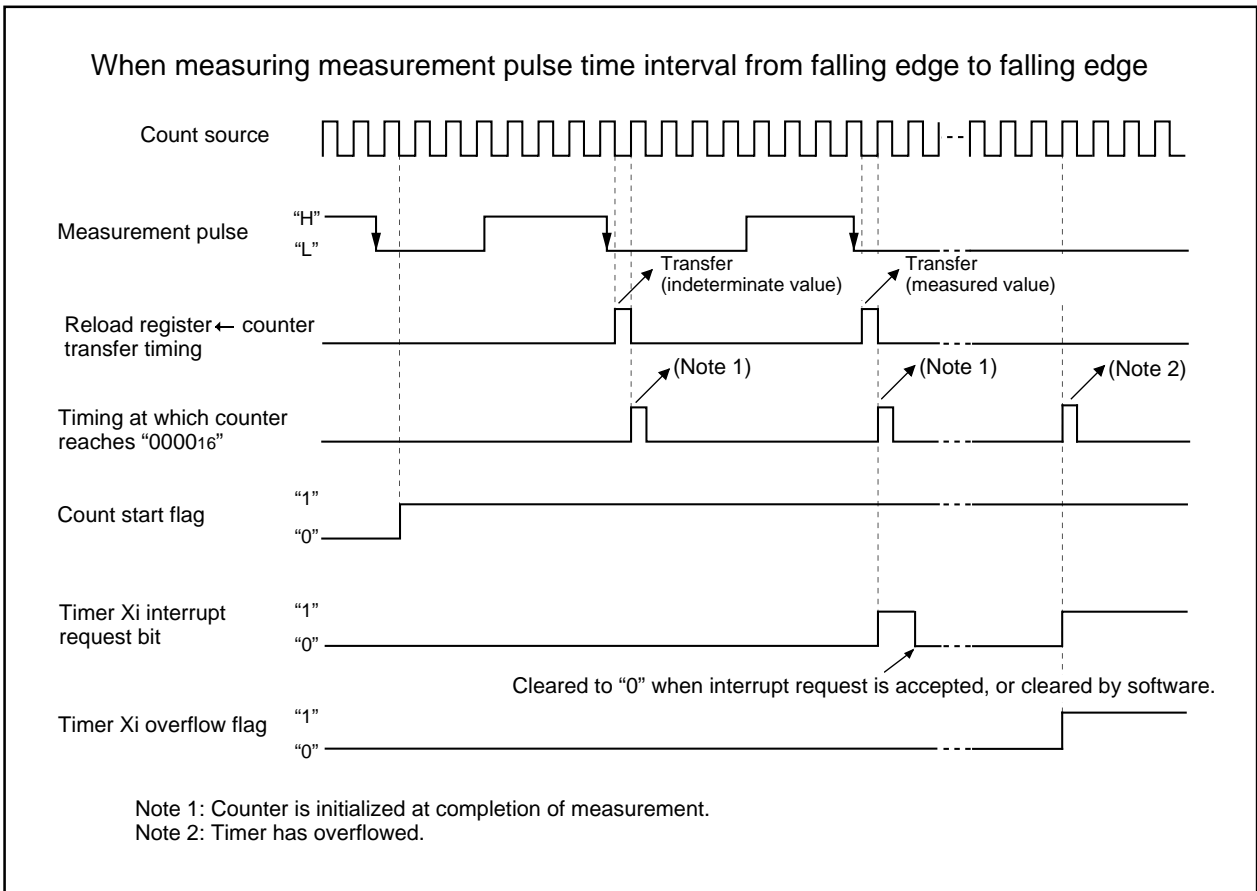 When measuring measurement pulse time interval from falling edge to falling edge
Count source
Measurement pulse
“H”
“L”
Transfer
(indeterminate value)
Transfer
(measured value)
Reload register ← counter
transfer timing
(Note 1)
(Note 1)
(Note 2)
Timing at which counter
reaches “000016”
Count start flag
“1”
“0”
Timer Xi interrupt
request bit
“1”
“0”
Cleared to “0” when interrupt request is accepted, or cleared by software.
Timer Xi overflow flag
“1”
“0”
Note 1: Counter is initialized at completion of measurement.
Note 2: Timer has overflowed.